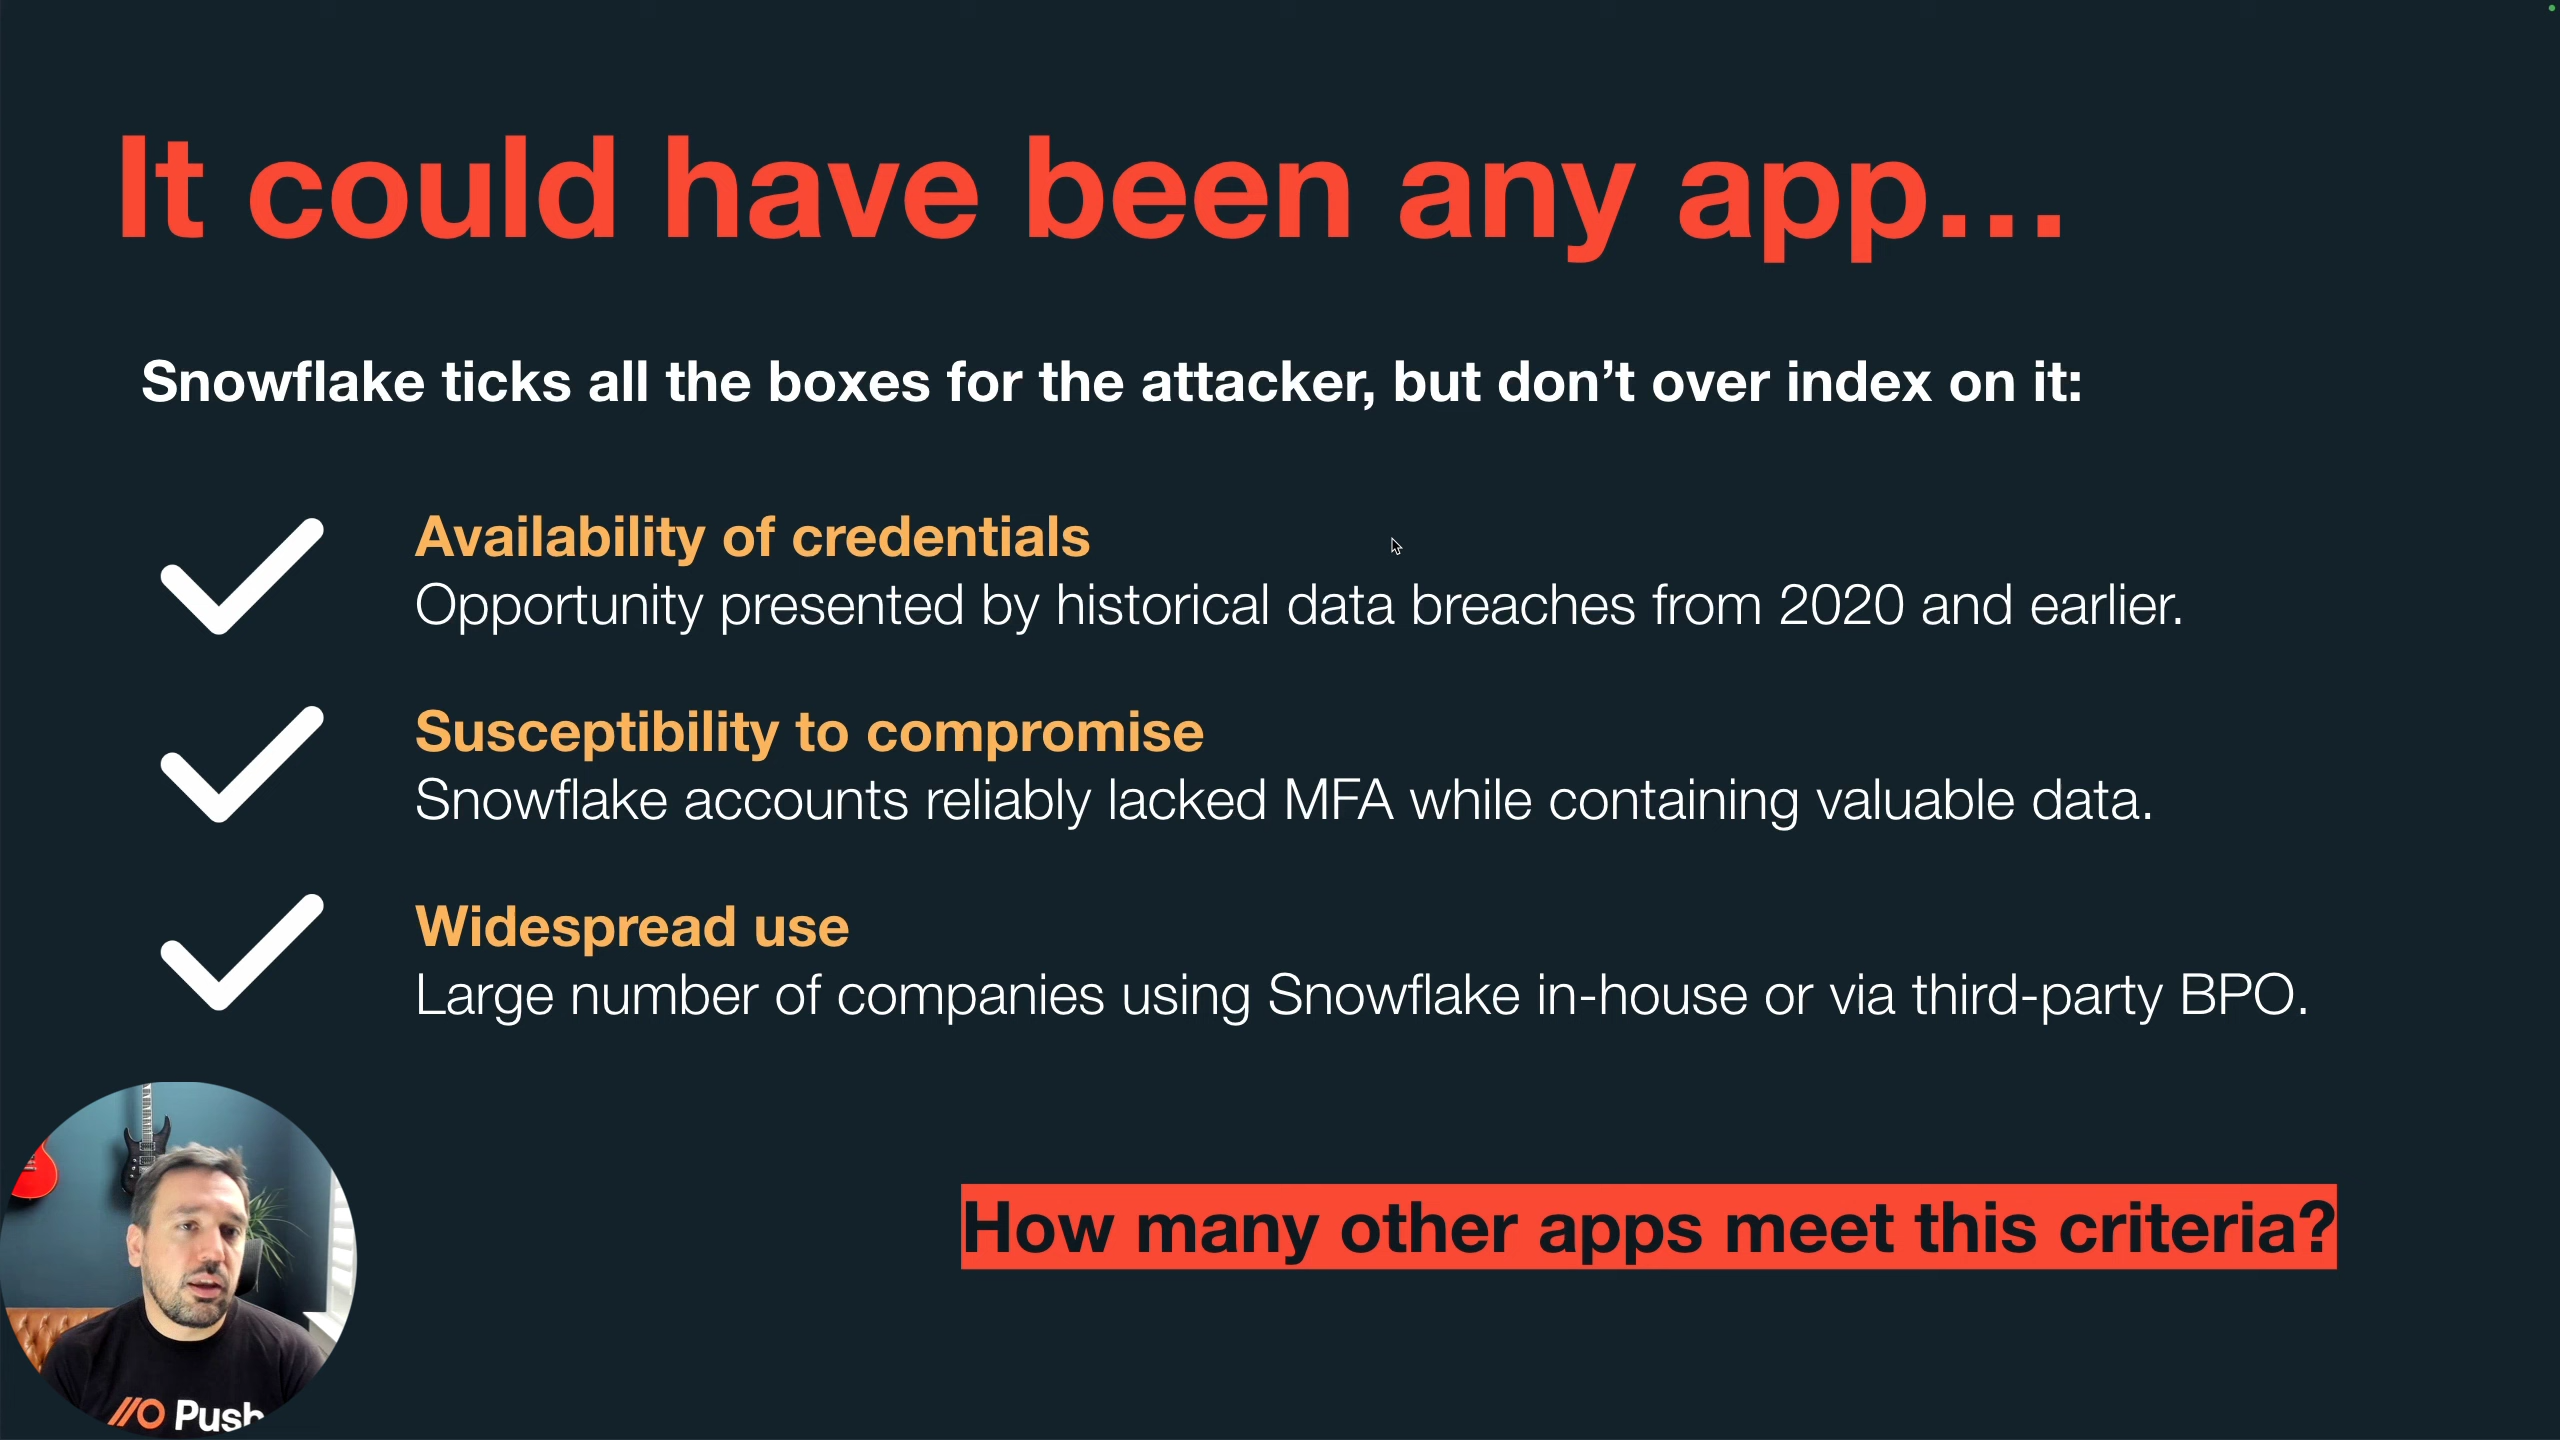 It could have been any app…
Snowflake ticks all the boxes for the attacker, but don’t over index on it:
Availability of credentials
Opportunity presented by historical data breaches from 2020 and earlier.
Susceptibility to compromise
Snowflake accounts reliably lacked MFA while containing valuable data.
Widespread use
Large number of companies using Snowflake in-house or via third-party BPO.
How many other apps meet this criteria?
Push